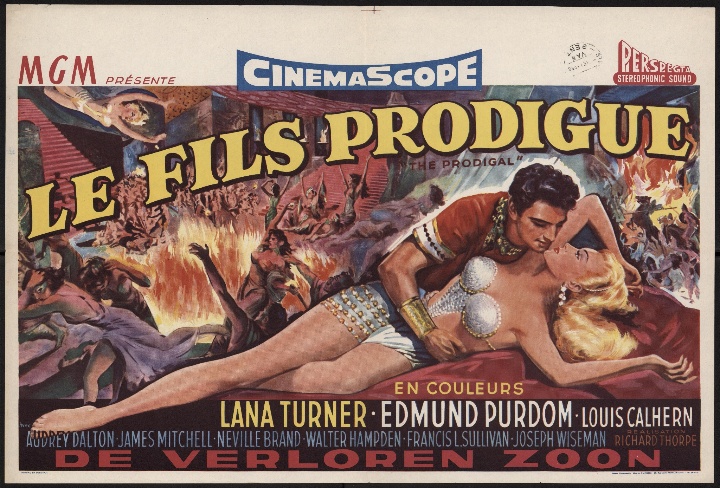 MGM PRÉSENTE
CINEMASCOPE
PERSPECTA
STEREOPHONIC SOUND
LE FILS PRODIGUE
"THE PRODIGAL"
EN COULEURS
LANA TURNER · EDMUND PURDOM · LOUIS CALHERN
AUDREY DALTON · JAMES MITCHELL · NEVILLE BRAND · WALTER HAMPDEN · FRANCIS L. SULLIVAN · JOSEPH WISEMAN
RÉALISATION
RICHARD THORPE
DE VERLOREN ZOON